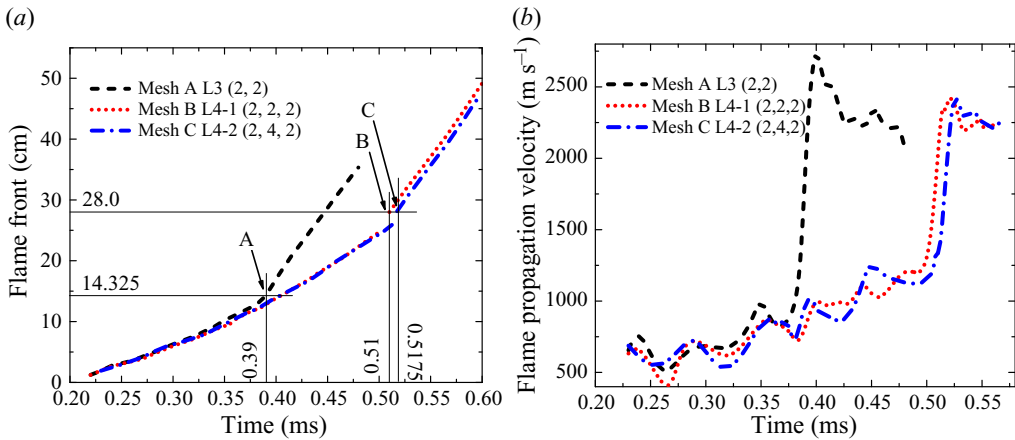 (a)
Flame front (cm)
50
40
30
20
10
0
Mesh A L3 (2, 2)
Mesh B L4-1 (2, 2, 2)
Mesh C L4-2 (2, 4, 2)
C
B
28.0
A
14.325
0.39
0.51
0.5175
0.20 0.25 0.30 0.35 0.40 0.45 0.50 0.55 0.60
Time (ms)
(b)
Flame propagation velocity (m s⁻¹)
2500
2000
1500
1000
500
Mesh A L3 (2,2)
Mesh B L4-1 (2,2,2)
Mesh C L4-2 (2,4,2)
0.20 0.25 0.30 0.35 0.40 0.45 0.50 0.55 0.60
Time (ms)